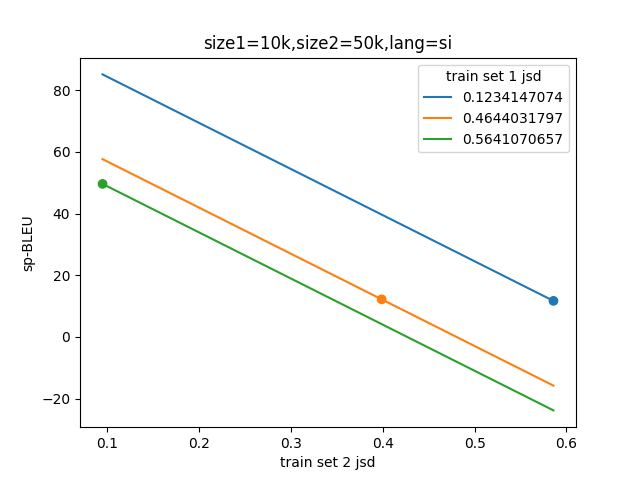 size1=10k,size2=50k,lang=si
train set 1 jsd
0.1234147074
0.4644031797
0.5641070657
sp-BLEU
80
60
40
20
0
−20
0.1 0.2 0.3 0.4 0.5 0.6
train set 2 jsd